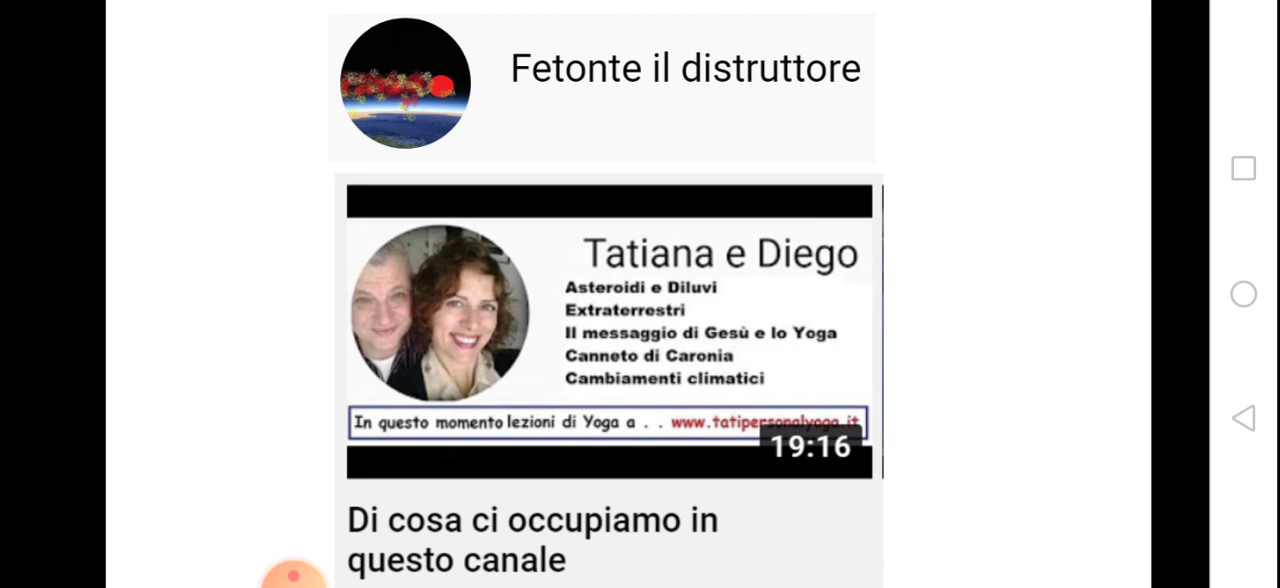 Fetonte il distruttore
Tatiana e Diego
Asteroidi e Diluvi
Extraterrestri
Il messaggio di Gesù e lo Yoga
Canneto di Caronia
Cambiamenti climatici
In questo momento lezioni di Yoga a . . www.tatipersonalyoga.it
19:16
Di cosa ci occupiamo in
questo canale